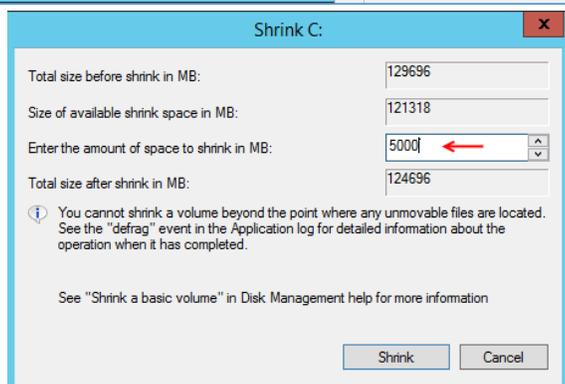 Shrink C:
x
Total size before shrink in MB: 129696
Size of available shrink space in MB: 121318
Enter the amount of space to shrink in MB: 5000
Total size after shrink in MB: 124696
You cannot shrink a volume beyond the point where any unmovable files are located.
See the "defrag" event in the Application log for detailed information about the
operation when it has completed.
See "Shrink a basic volume" in Disk Management help for more information
Shrink Cancel